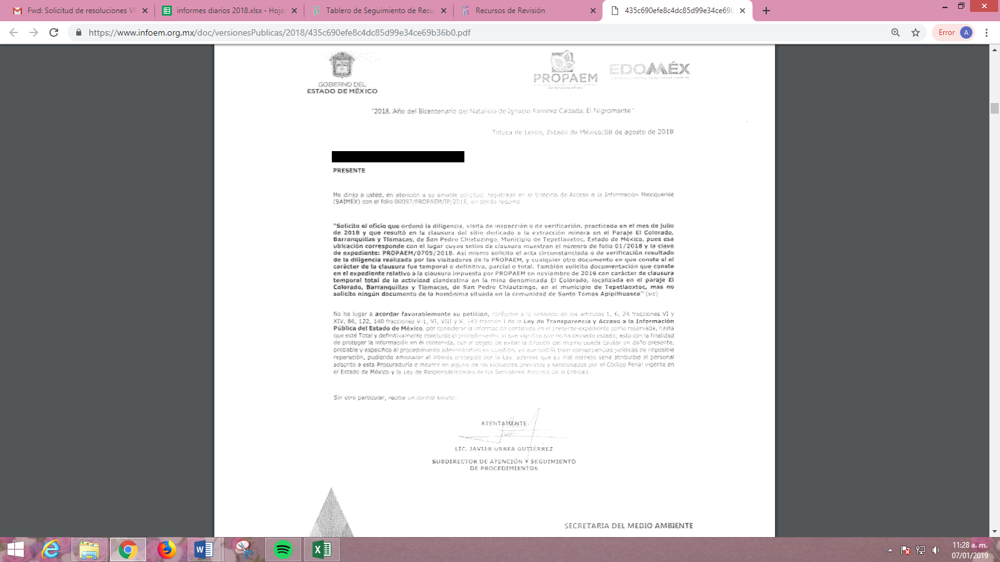 Fwd: Solicitud de resoluciones VP
informes diarios 2018.xlsx - Hoja
Tablero de Seguimiento de Recu
Recursos de Revisión
435c690efe8c4dc85d99e34ce69b
https://www.infoem.org.mx/doc/versionesPublicas/2018/435c690efe8c4dc85d99e34ce69b36b0.pdf
Error
A
GOBIERNO DEL
ESTADO DE MÉXICO
PROPAEM
EDOMÉX
"2018. Año del Bicentenario del Natalicio de Ignacio Ramírez Calzada, El Nigromante"
Toluca de Lerdo, Estado de México;08 de agosto de 2018
PRESENTE
Me dirijo a usted, en atención a su amable solicitud, registrada en el Sistema de Acceso a la Información Mexiquense
(SAIMEX) con el folio 00097/PROPAEM/IP/2018, en donde requirió
"Solicito el oficio que ordenó la diligencia, visita de inspección o de verificación, practicada en el mes de julio
de 2018 y que resultó en la clausura del sitio dedicado a la extracción minera en el Paraje El Colorado,
Barranquillas y Tlamacas, de San Pedro Chiautzingo, Municipio de Tepetlaoxtoc, Estado de México, pues esa
ubicación corresponde con el lugar cuyos sellos de clausura muestran el número de folio 01/2018 y la clave
de expediente: PROPAEM/0705/2018. Así mismo solicito el acta circunstanciada o de verificación resultado
de la diligencia realizada por los visitadores de la PROPAEM, y cualquier otro documento en que conste si el
carácter de la clausura fue temporal o definitiva, parcial o total. También solicito documentación que conste
en el expediente relativo a la clausura impuesta por PROPAEM en noviembre de 2016 con carácter de clausura
temporal total de la actividad clandestina en la mina denominada El Colorado, localizada en el paraje El
Colorado, Barranquillas y Tlamacas, de San Pedro Chiautzingo, en el municipio de Tepetlaoxtoc, mas no
solicito ningún documento de la homónima situada en la comunidad de Santo Tomas Apipilhuasco" (sic)
No ha lugar a acordar favorablemente su petición, conforme a lo señalado en los artículos 1, 6, 24 fracciones VI y
XIV, 86, 122, 140 fracciones V-1, VI, VIII y X, 143 fracción I de la Ley de Transparencia y Acceso a la Información
Pública del Estado de México, por considerar la información contenida en el presente expediente como reservada, hasta
que esté Total y definitivamente concluido el procedimiento, lo que significa que no ha causado estado; esto con la finalidad
de proteger la información en él contenida, con el objeto de evitar la difusión del mismo pueda causar un daño presente,
probable y específico al procedimiento administrativo en cuestión, ya que podría traer consecuencias jurídicas de imposible
reparación, pudiendo amenazar el interés protegido por la Ley, además que su mal manejo sería atribuible al personal
adscrito a esta Procuraduría e incurrir en alguno de los supuestos previstos y sancionados por el Código Penal vigente en
el Estado de México y la Ley de Responsabilidades de los Servidores Públicos de la Entidad.
Sin otro particular, reciba un cordial saludo.
ATENTAMENTE
LIC. JAVIER URREA GUTIÉRREZ
SUBDIRECTOR DE ATENCIÓN Y SEGUIMIENTO
DE PROCEDIMIENTOS
SECRETARIA DEL MEDIO AMBIENTE
11:28 a. m.
07/01/2019